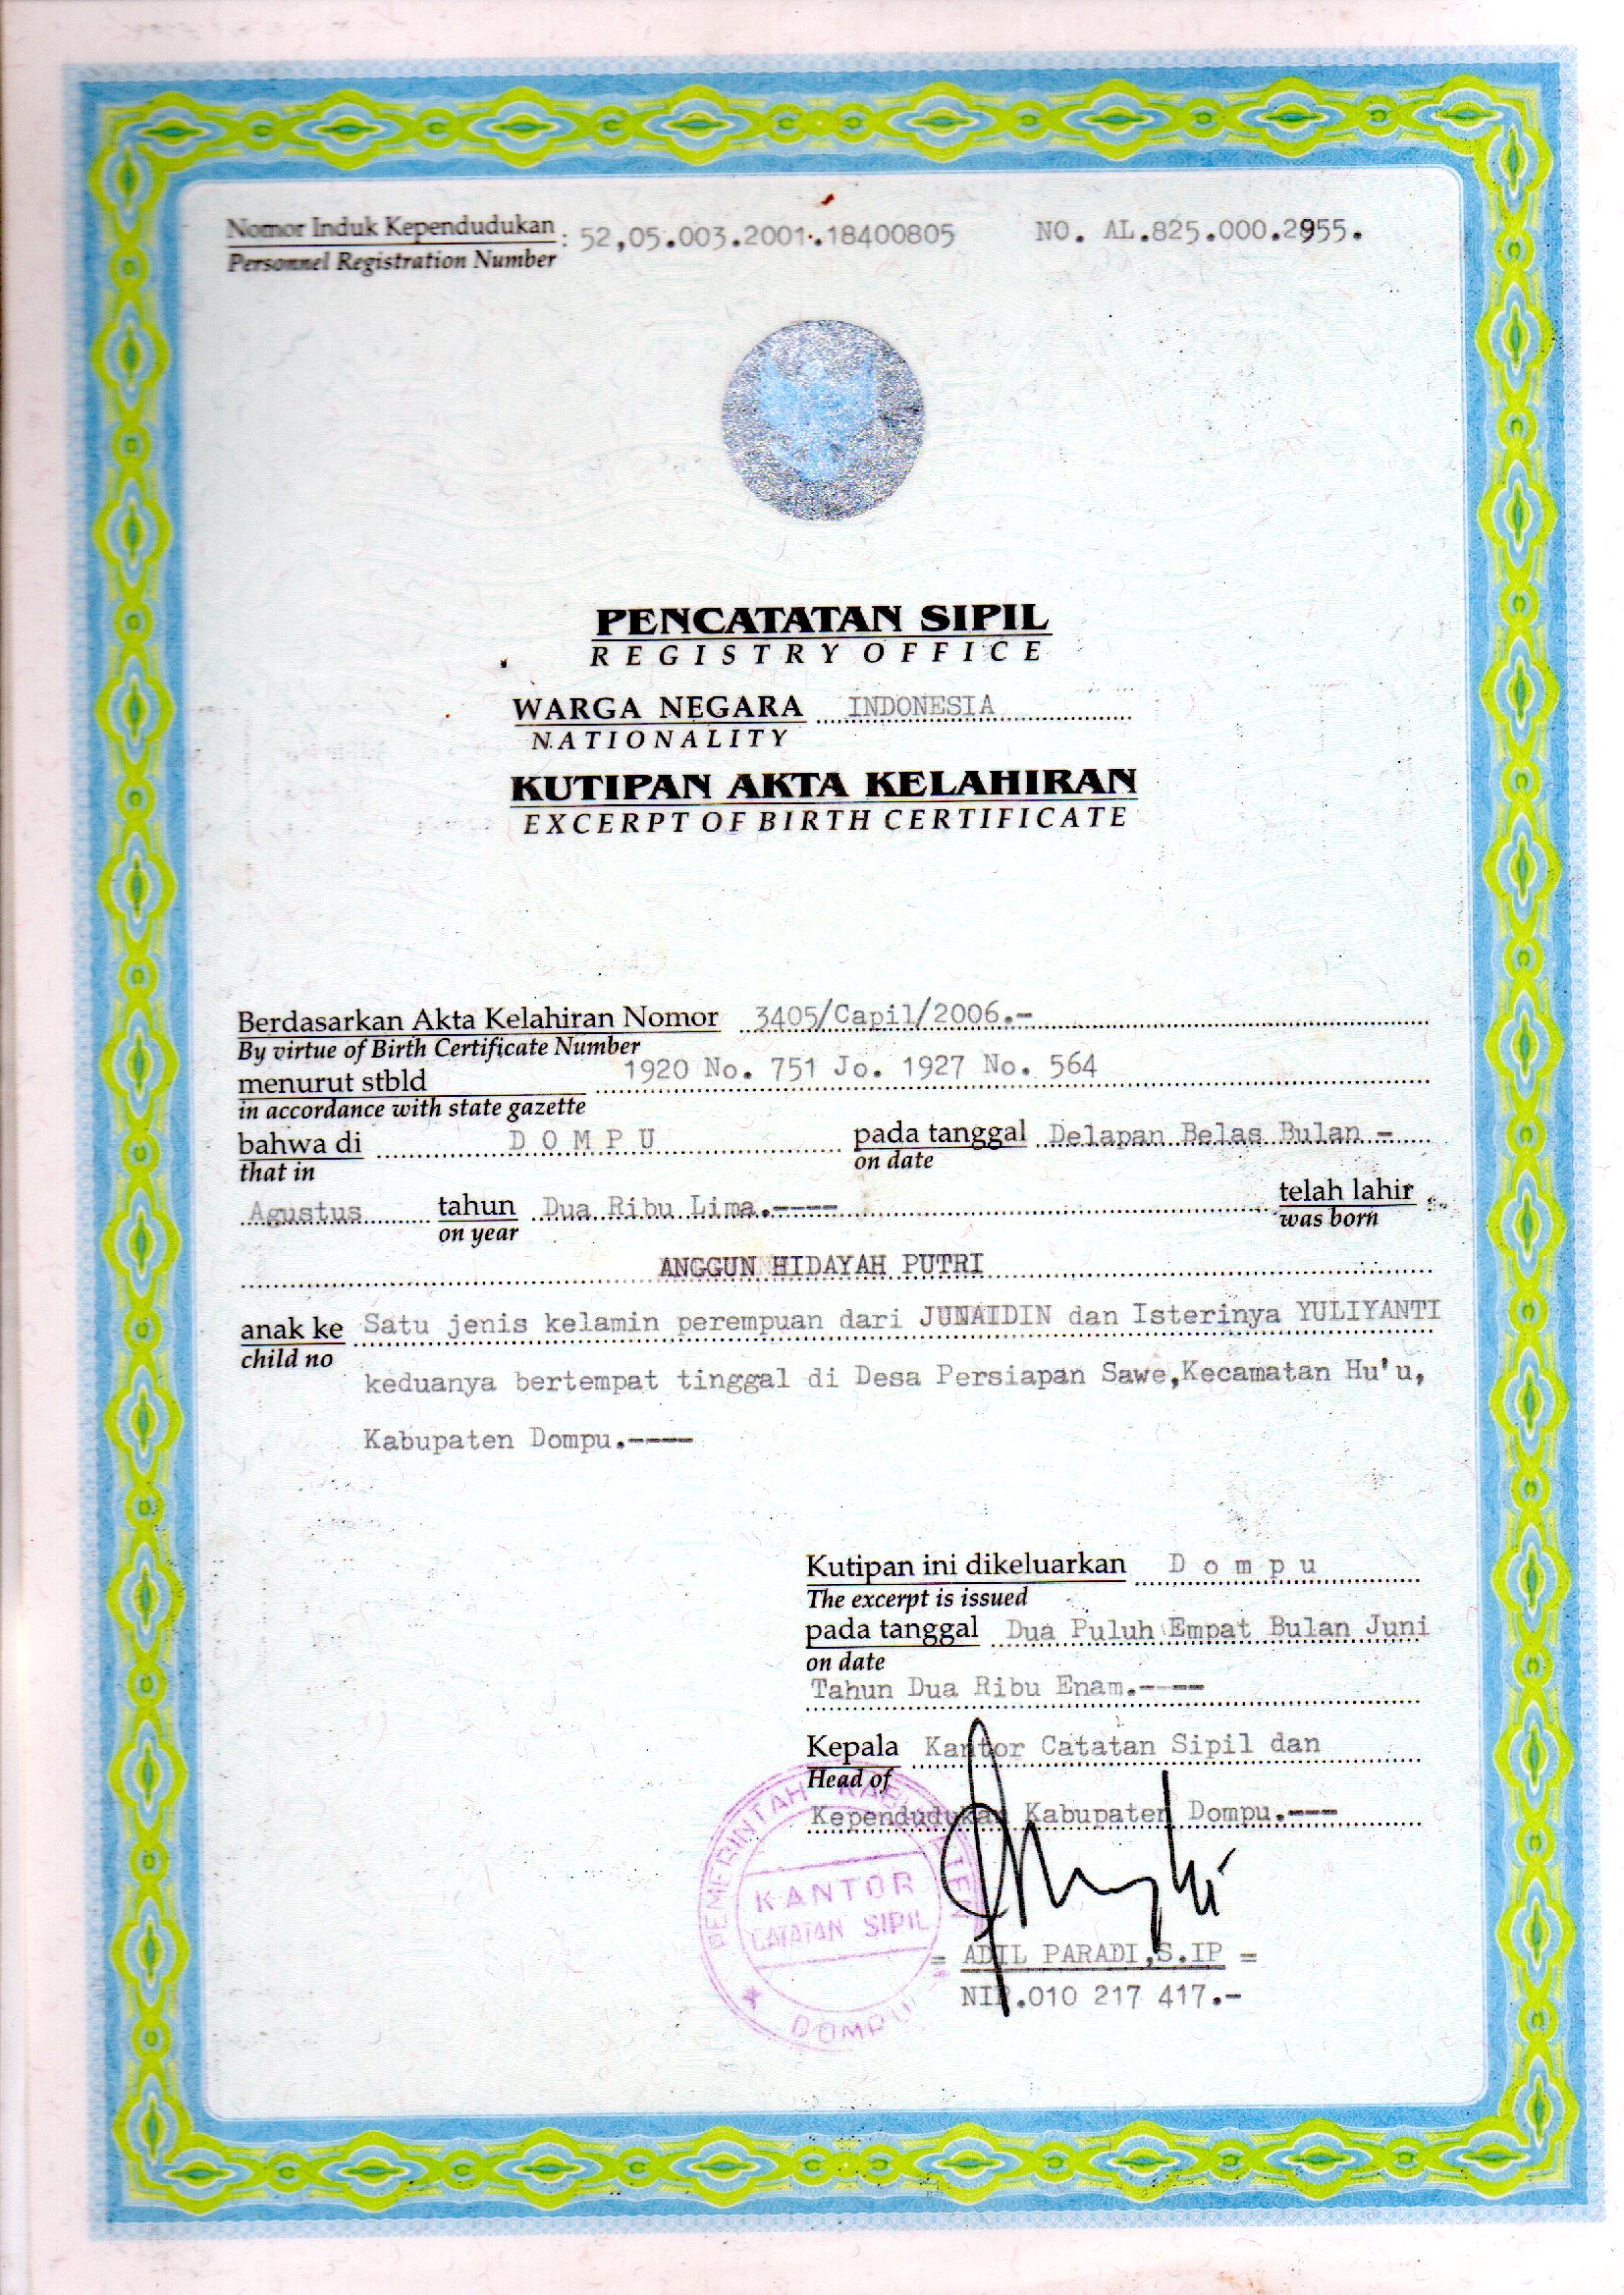 Nomor Induk Kependudukan : 52,05.003.2001.18400805 NO. AL.825.000.2955.
Personnel Registration Number
PENCATATAN SIPIL
REGISTRY OFFICE
WARGA NEGARA INDONESIA
NATIONALITY
KUTIPAN AKTA KELAHIRAN
EXCERPT OF BIRTH CERTIFICATE
Berdasarkan Akta Kelahiran Nomor 3405/Capil/2006.-
By virtue of Birth Certificate Number
menurut stbld 1920 No. 751 Jo. 1927 No. 564
in accordance with state gazette
bahwa di D O M P U pada tanggal Delapan Belas Bulan -
that in on date
Agustus tahun Dua Ribu Lima.---- telah lahir
on year was born
ANGGUN HIDAYAH PUTRI
anak ke Satu jenis kelamin perempuan dari JUNAIDIN dan Isterinya YULIYANTI
child no
keduanya bertempat tinggal di Desa Persiapan Sawe,Kecamatan Hu'u,
Kabupaten Dompu.----
Kutipan ini dikeluarkan D o m p u
The excerpt is issued
pada tanggal Dua Puluh Empat Bulan Juni
on date
Tahun Dua Ribu Enam.----
Kepala Kantor Catatan Sipil dan
Head of
Kependudukan Kabupaten Dompu.---
PEMERINTAH KABUPATEN
KANTOR
CATATAN SIPIL
DOMPU
= ADIL PARADI,S.IP =
NIP.010 217 417.-